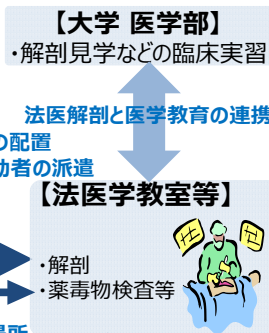 【大学 医学部】
・解剖見学などの臨床実習
法医解剖と医学教育の連携
の配置
助者の派遣
【法医学教室等】
・解剖
・薬毒物検査等